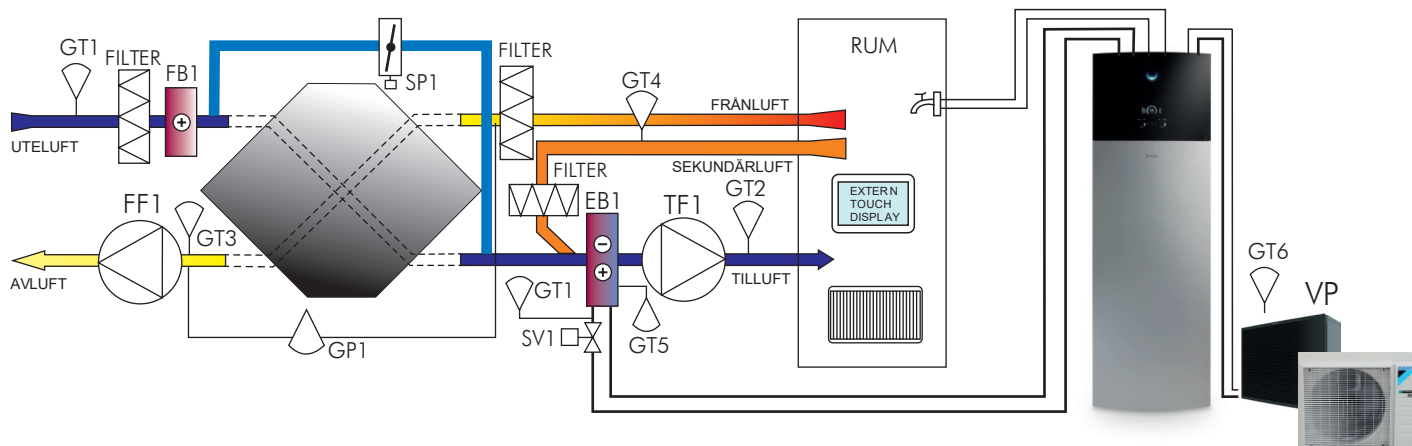 GT1
FILTER
FB1
SP1
FILTER
GT4
RUM
FRÅNLUFT
UTELUFT
SEKUNDÄRLUFT
FILTER
EB1
TF1
GT2
EXTERN
TOUCH
DISPLAY
FF1
GT3
AVLUFT
TILLUFT
GT1
SV1
GT5
GP1
GT6
VP